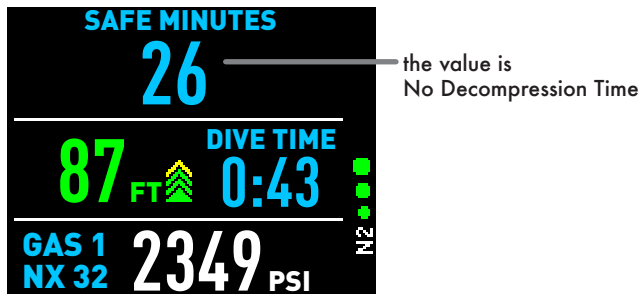 SAFE MINUTES
26
the value is
No Decompression Time
DIVE TIME
87 FT
0:43
N2
GAS 1
NX 32
2349 PSI